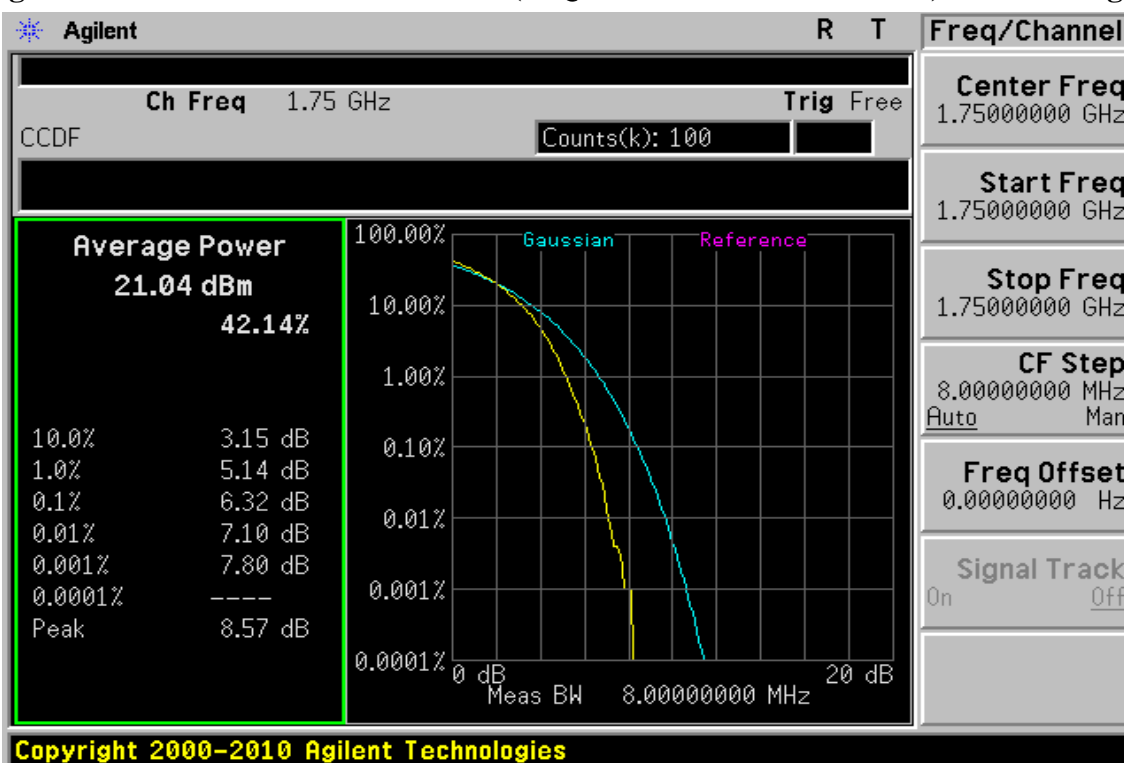 Agilent R T
Ch Freq 1.75 GHz Trig Free
CCDF Counts(k): 100
Average Power
21.04 dBm
42.14%
10.0% 3.15 dB
1.0% 5.14 dB
0.1% 6.32 dB
0.01% 7.10 dB
0.001% 7.80 dB
0.0001% ----
Peak 8.57 dB
Gaussian Reference
100.00%
10.00%
1.00%
0.10%
0.01%
0.001%
0.0001%
0 dB 20 dB
Meas BW 8.00000000 MHz
Freq/Channel
Center Freq
1.75000000 GHz
Start Freq
1.75000000 GHz
Stop Freq
1.75000000 GHz
CF Step
8.00000000 MHz
Auto Man
Freq Offset
0.00000000 Hz
Signal Track
On Off
Copyright 2000-2010 Agilent Technologies